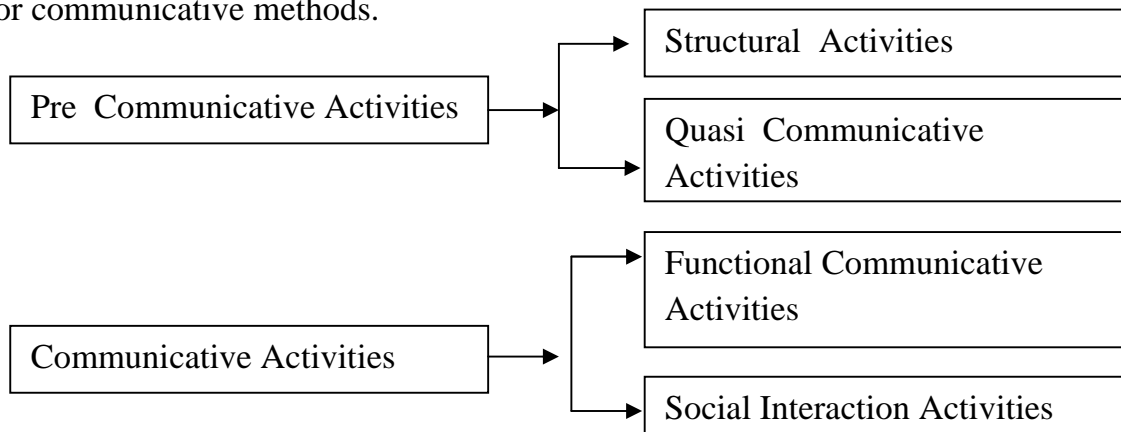 or communicative methods.
Structural Activities
Pre Communicative Activities
Quasi Communicative
Activities
Functional Communicative
Activities
Communicative Activities
Social Interaction Activities